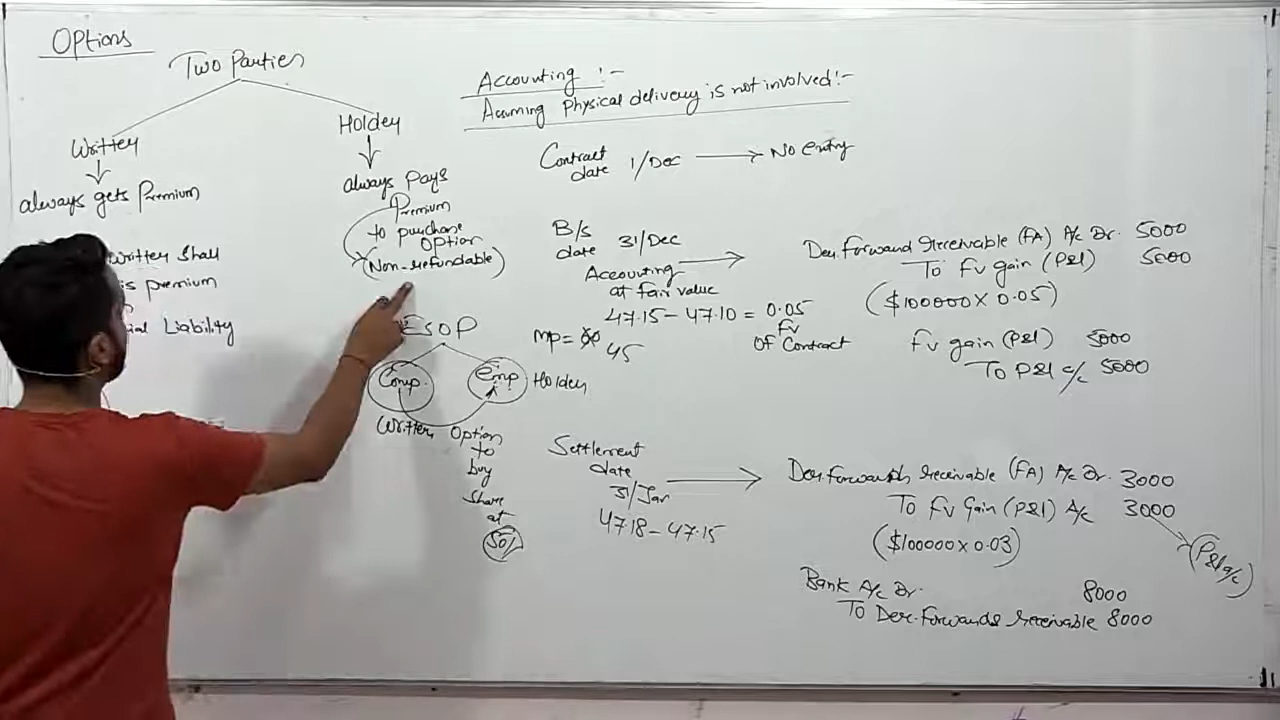 Options
Two Parties
Writer
always gets Premium
writer shall
is premium
ial Liability
Holder
always pays
Premium
to purchase
option
(Non-refundable)
ESOP
Comp.
Emp
Holder
Writer
Option
to
buy
share
at
50/
Accounting :-
Assuming Physical delivery is not involved:-
Contract date 1/Dec → No entry
B/s date 31/Dec
Accounting at fair value
47.15 - 47.10 = 0.05
FV of Contract
MP = 60
45
Der. Forward receivable (FA) A/c Dr. 5000
To FV gain (P&L) 5000
($100000 x 0.05)
FV gain (P&L) 5000
To P&L a/c 5000
Settlement date
31/Jan
47.18 - 47.15
Der. Forwards receivable (FA) A/c Dr. 3000
To FV Gain (P&L) A/c 3000
(P&L a/c)
($100000 x 0.03)
Bank A/c Dr. 8000
To Der. Forwards receivable 8000